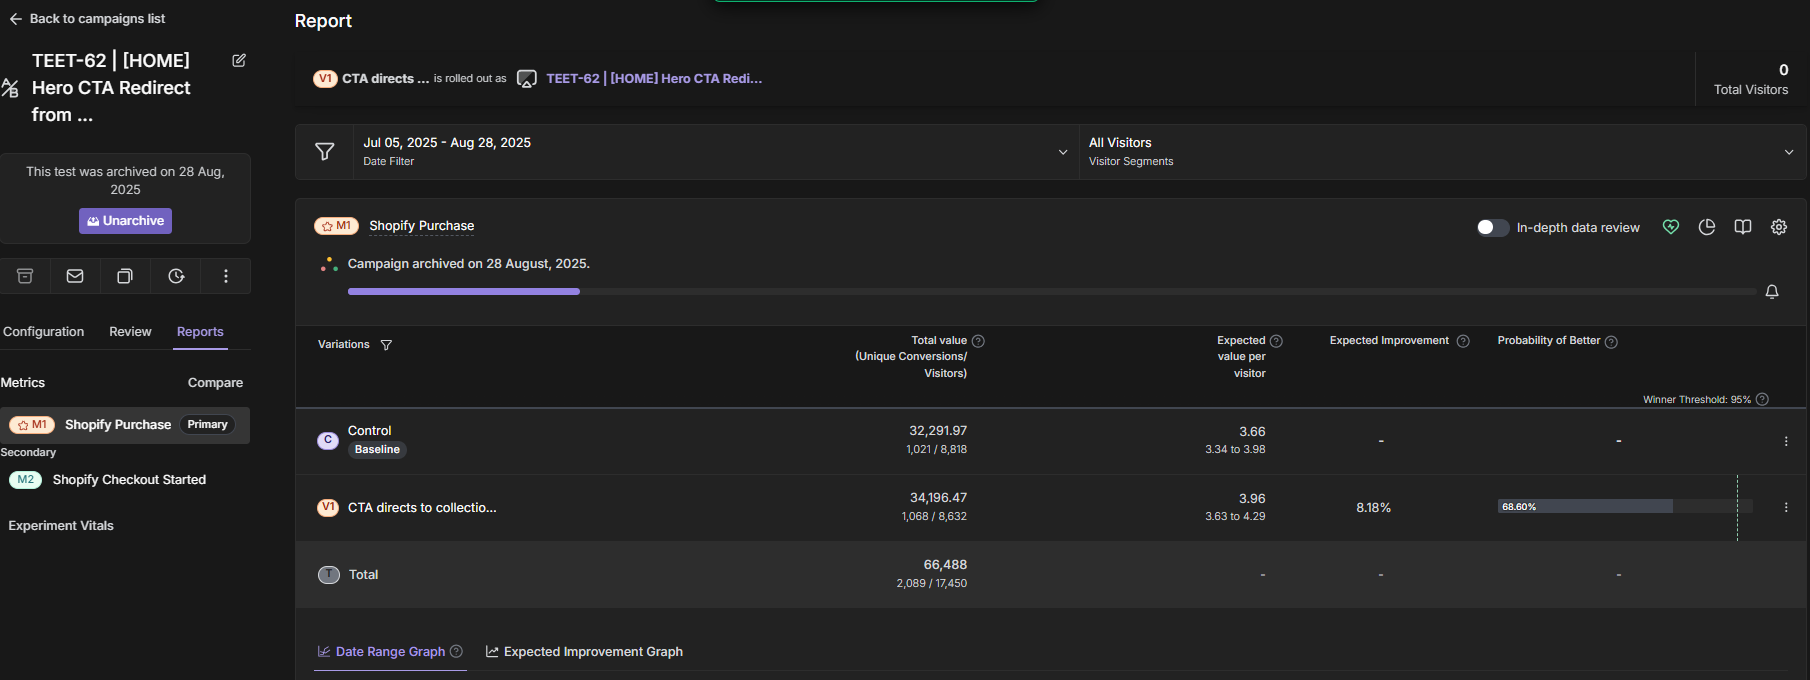 Back to campaigns list
TEET-62 | [HOME]
Hero CTA Redirect
from ...
This test was archived on 28 Aug,
2025
Unarchive
Configuration
Review
Reports
Metrics
Compare
M1 Shopify Purchase Primary
Secondary
M2 Shopify Checkout Started
Experiment Vitals
Report
V1 CTA directs ... is rolled out as TEET-62 | [HOME] Hero CTA Redi...
0
Total Visitors
Jul 05, 2025 - Aug 28, 2025
Date Filter
All Visitors
Visitor Segments
M1 Shopify Purchase
In-depth data review
Campaign archived on 28 August, 2025.
Variations
Total value
(Unique Conversions/
Visitors)
Expected
value per
visitor
Expected Improvement
Probability of Better
Winner Threshold: 95%
C Control
Baseline
32,291.97
1,021 / 8,818
3.66
3.34 to 3.98
-
-
V1 CTA directs to collectio...
34,196.47
1,068 / 8,632
3.96
3.63 to 4.29
8.18%
68.60%
T Total
66,488
2,089 / 17,450
-
-
-
Date Range Graph
Expected Improvement Graph